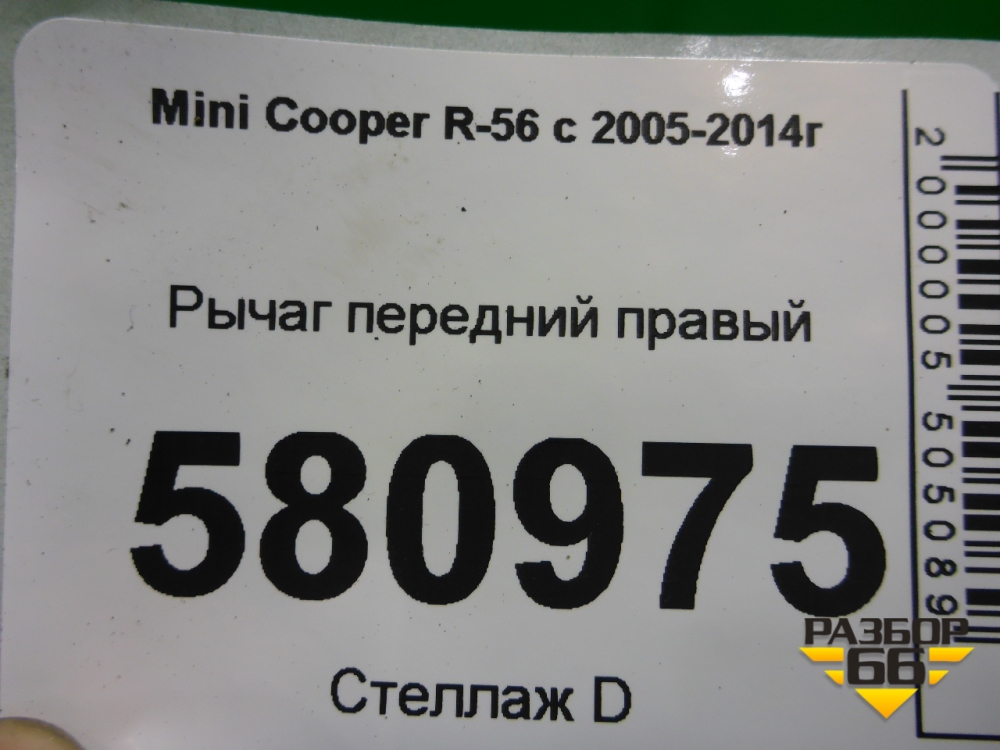 Mini Cooper R-56 с 2005-2014г
Рычаг передний правый
580975
Стеллаж D
2000005505089
РАЗБОР
66